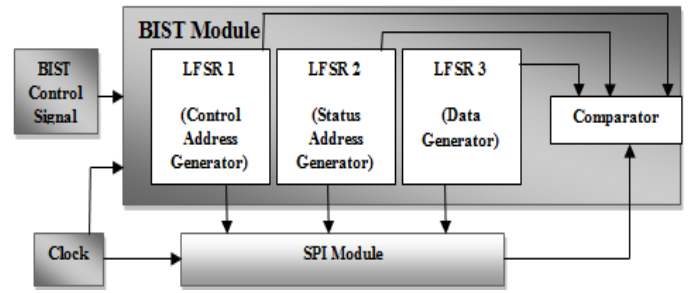 BIST Module
BIST
Control
Signal
LFSR 1
(Control
Address
Generator)
LFSR 2
(Status
Address
Generator)
LFSR 3
(Data
Generator)
Comparator
Clock
SPI Module